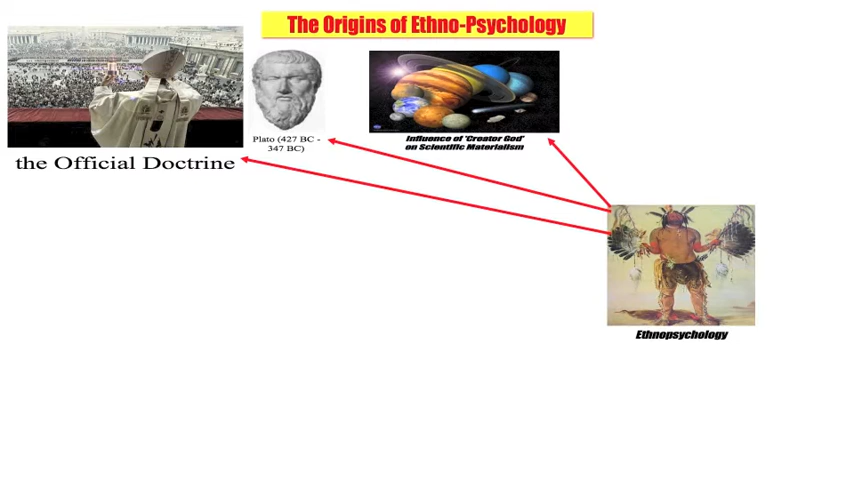 The Origins of Ethno-Psychology
the Official Doctrine
Plato (427 BC -
347 BC)
Influence of 'Creator God'
on Scientific Materialism
Ethnopsychology